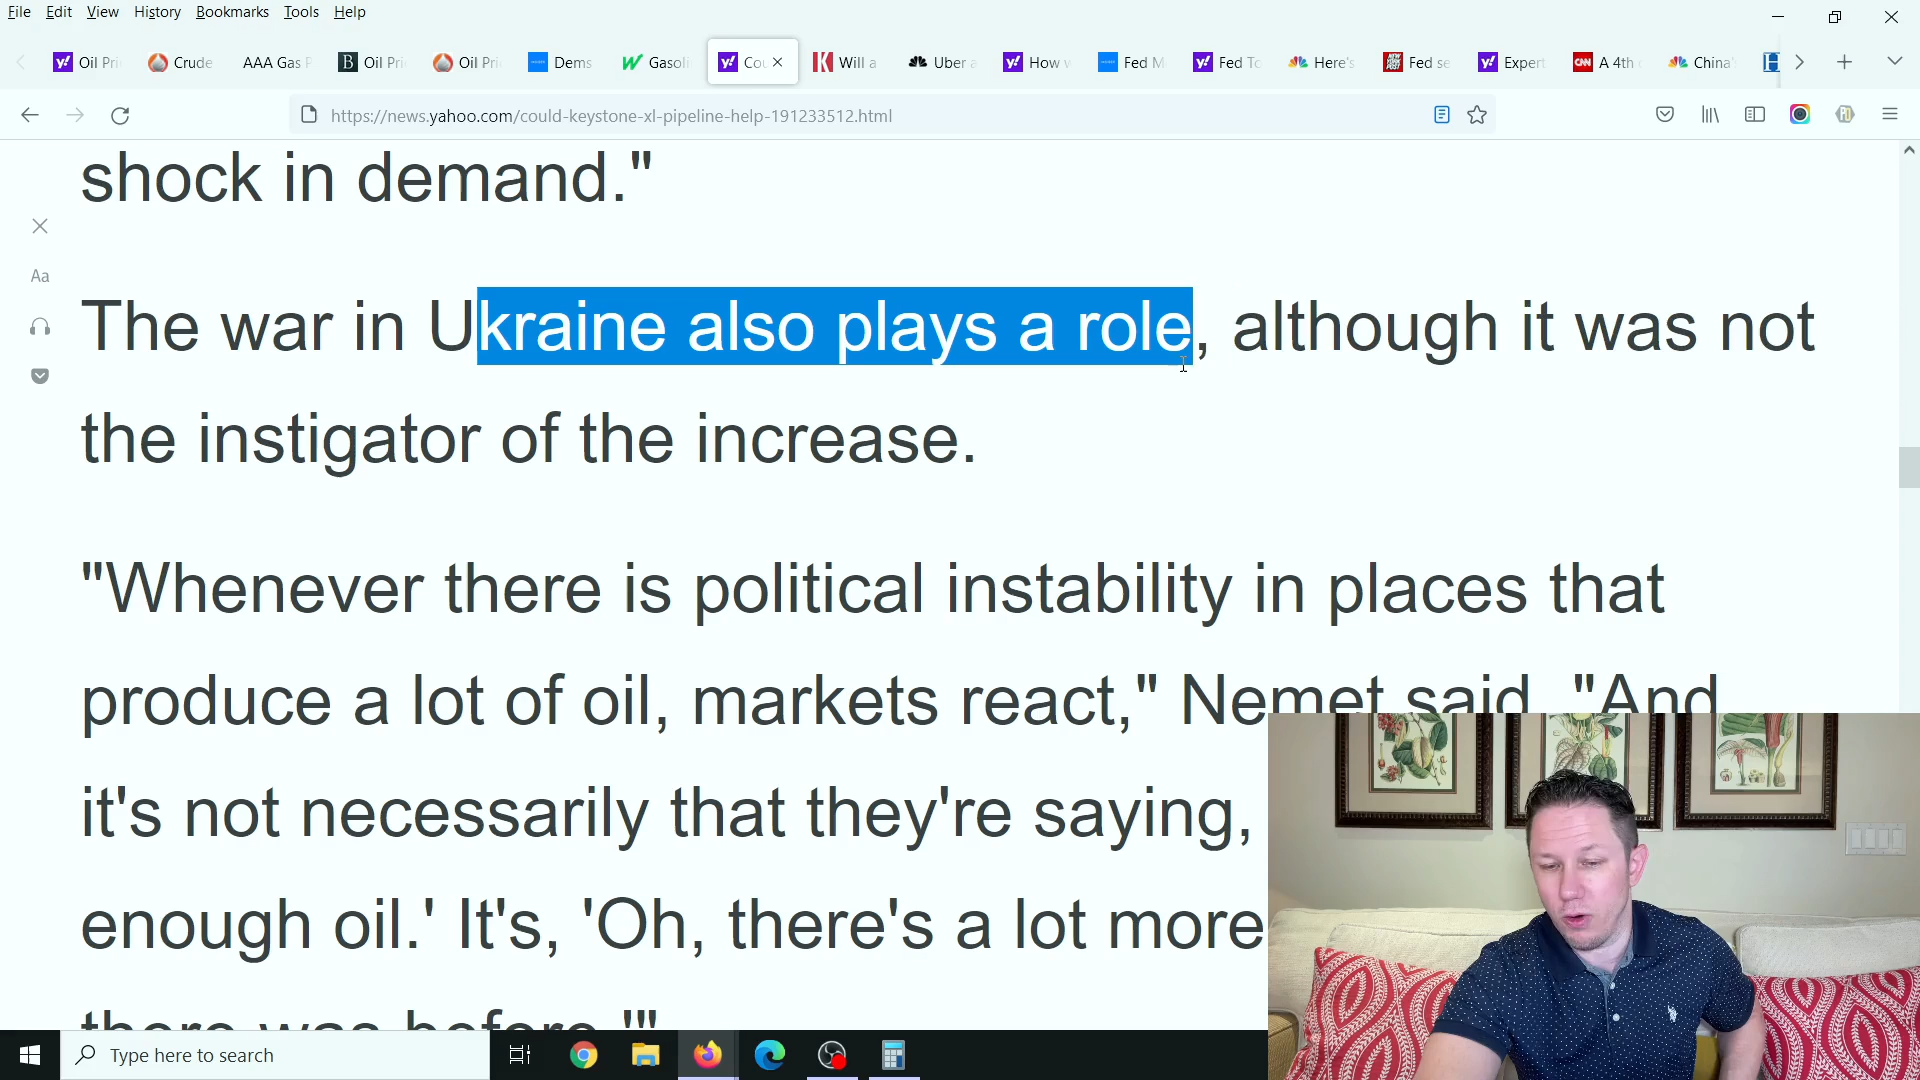 File Edit View History Bookmarks Tools Help
Oil Pri Crude AAA Gas P Oil Pri Oil Pri Dems Gasoli Cou Will a Uber a How w Fed M Fed To Here's Fed se Expert A 4th China'
https://news.yahoo.com/could-keystone-xl-pipeline-help-191233512.html
shock in demand."
Aa
The war in Ukraine also plays a role, although it was not
the instigator of the increase.
"Whenever there is political instability in places that
produce a lot of oil, markets react," Nemet said. "And
it's not necessarily that they're saying,
enough oil.' It's, 'Oh, there's a lot more
there was before.'"
Type here to search